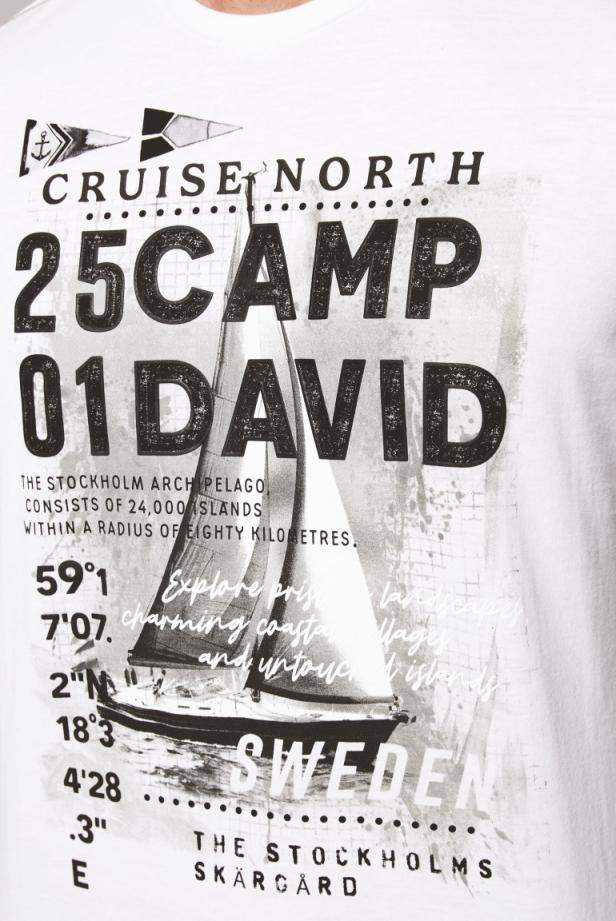 CRUISE NORTH
25CAMP
01DAVID
THE STOCKHOLM ARCHIPELAGO
CONSISTS OF 24,000 ISLANDS
WITHIN A RADIUS OF EIGHTY KILOMETRES.
Explore landscapes
charming coastal villages
and untouched islands
59°1
7'07.
2"N
18°3
4'28
.3"
E
SWEDEN
THE STOCKHOLMS
SKÄRGÅRD